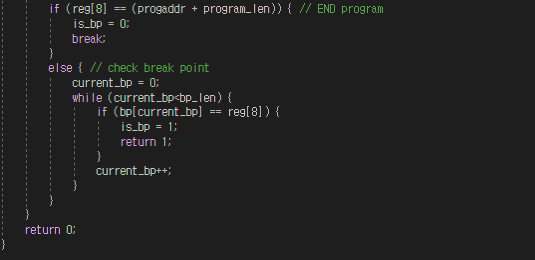 if (reg[8] == (progaddr + program_len)) { // END program
is_bp = 0;
break;
}
else { // check break point
current_bp = 0;
while (current_bp<bp_len) {
if (bp[current_bp] == reg[8]) {
is_bp = 1;
return 1;
}
current_bp++;
}
}
}
return 0;
}